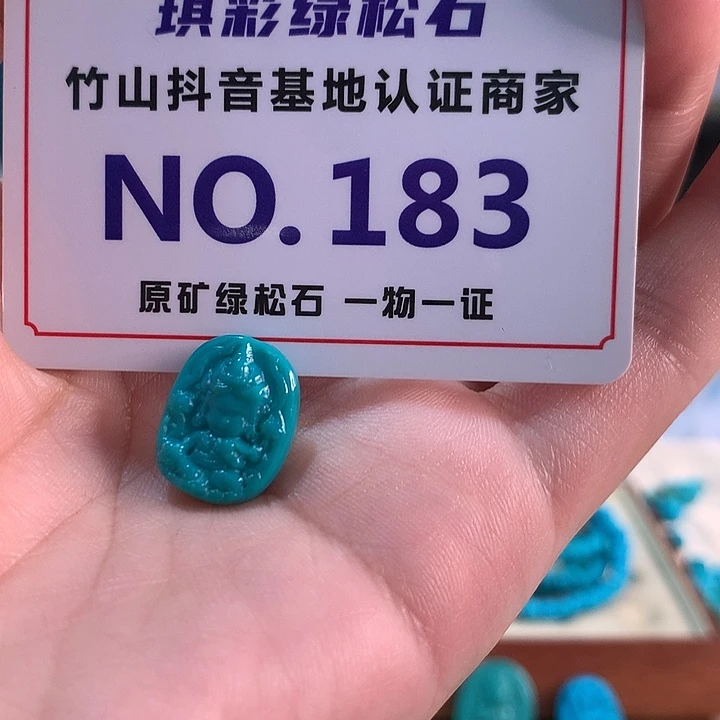 琪彩绿松石
竹山抖音基地认证商家
NO.183
原矿绿松石 一物一证